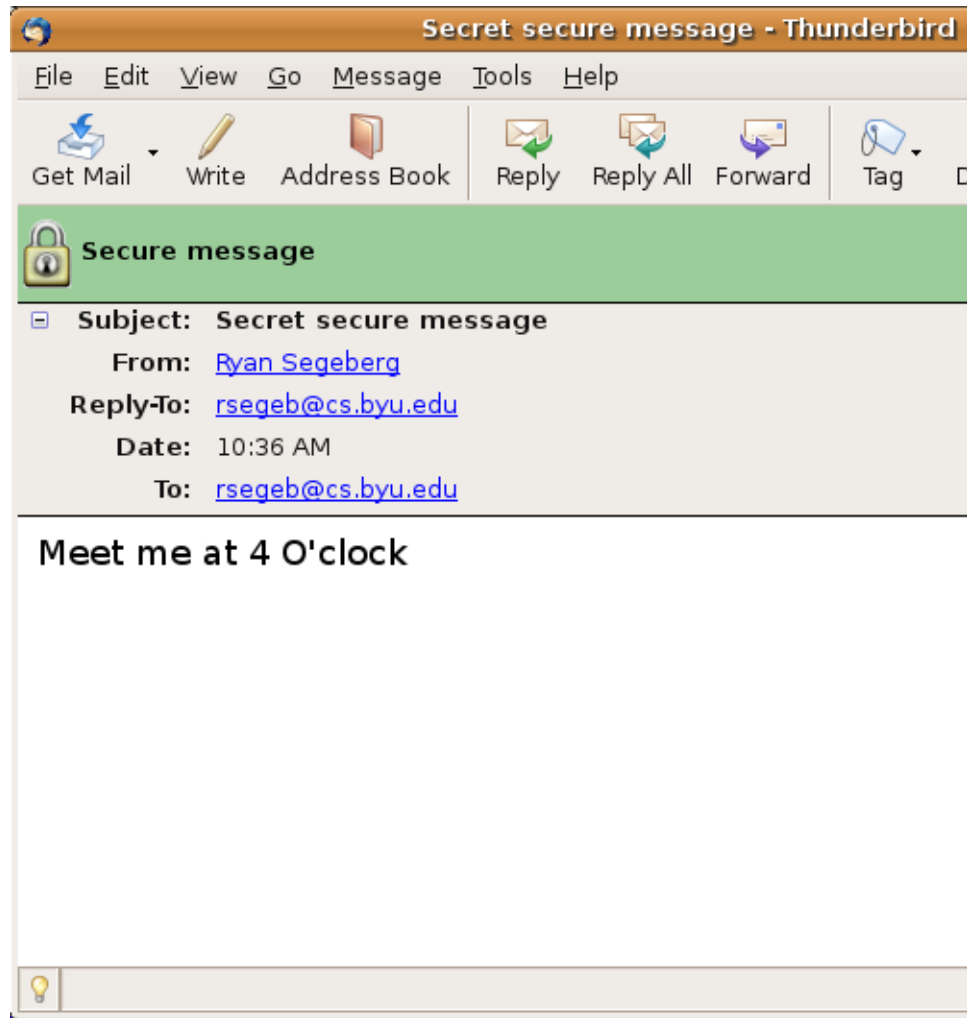 Secret secure message - Thunderbird
File Edit View Go Message Tools Help
Get Mail Write Address Book Reply Reply All Forward Tag D
Secure message
Subject: Secret secure message
From: Ryan Segeberg
Reply-To: rsegeb@cs.byu.edu
Date: 10:36 AM
To: rsegeb@cs.byu.edu
Meet me at 4 O'clock